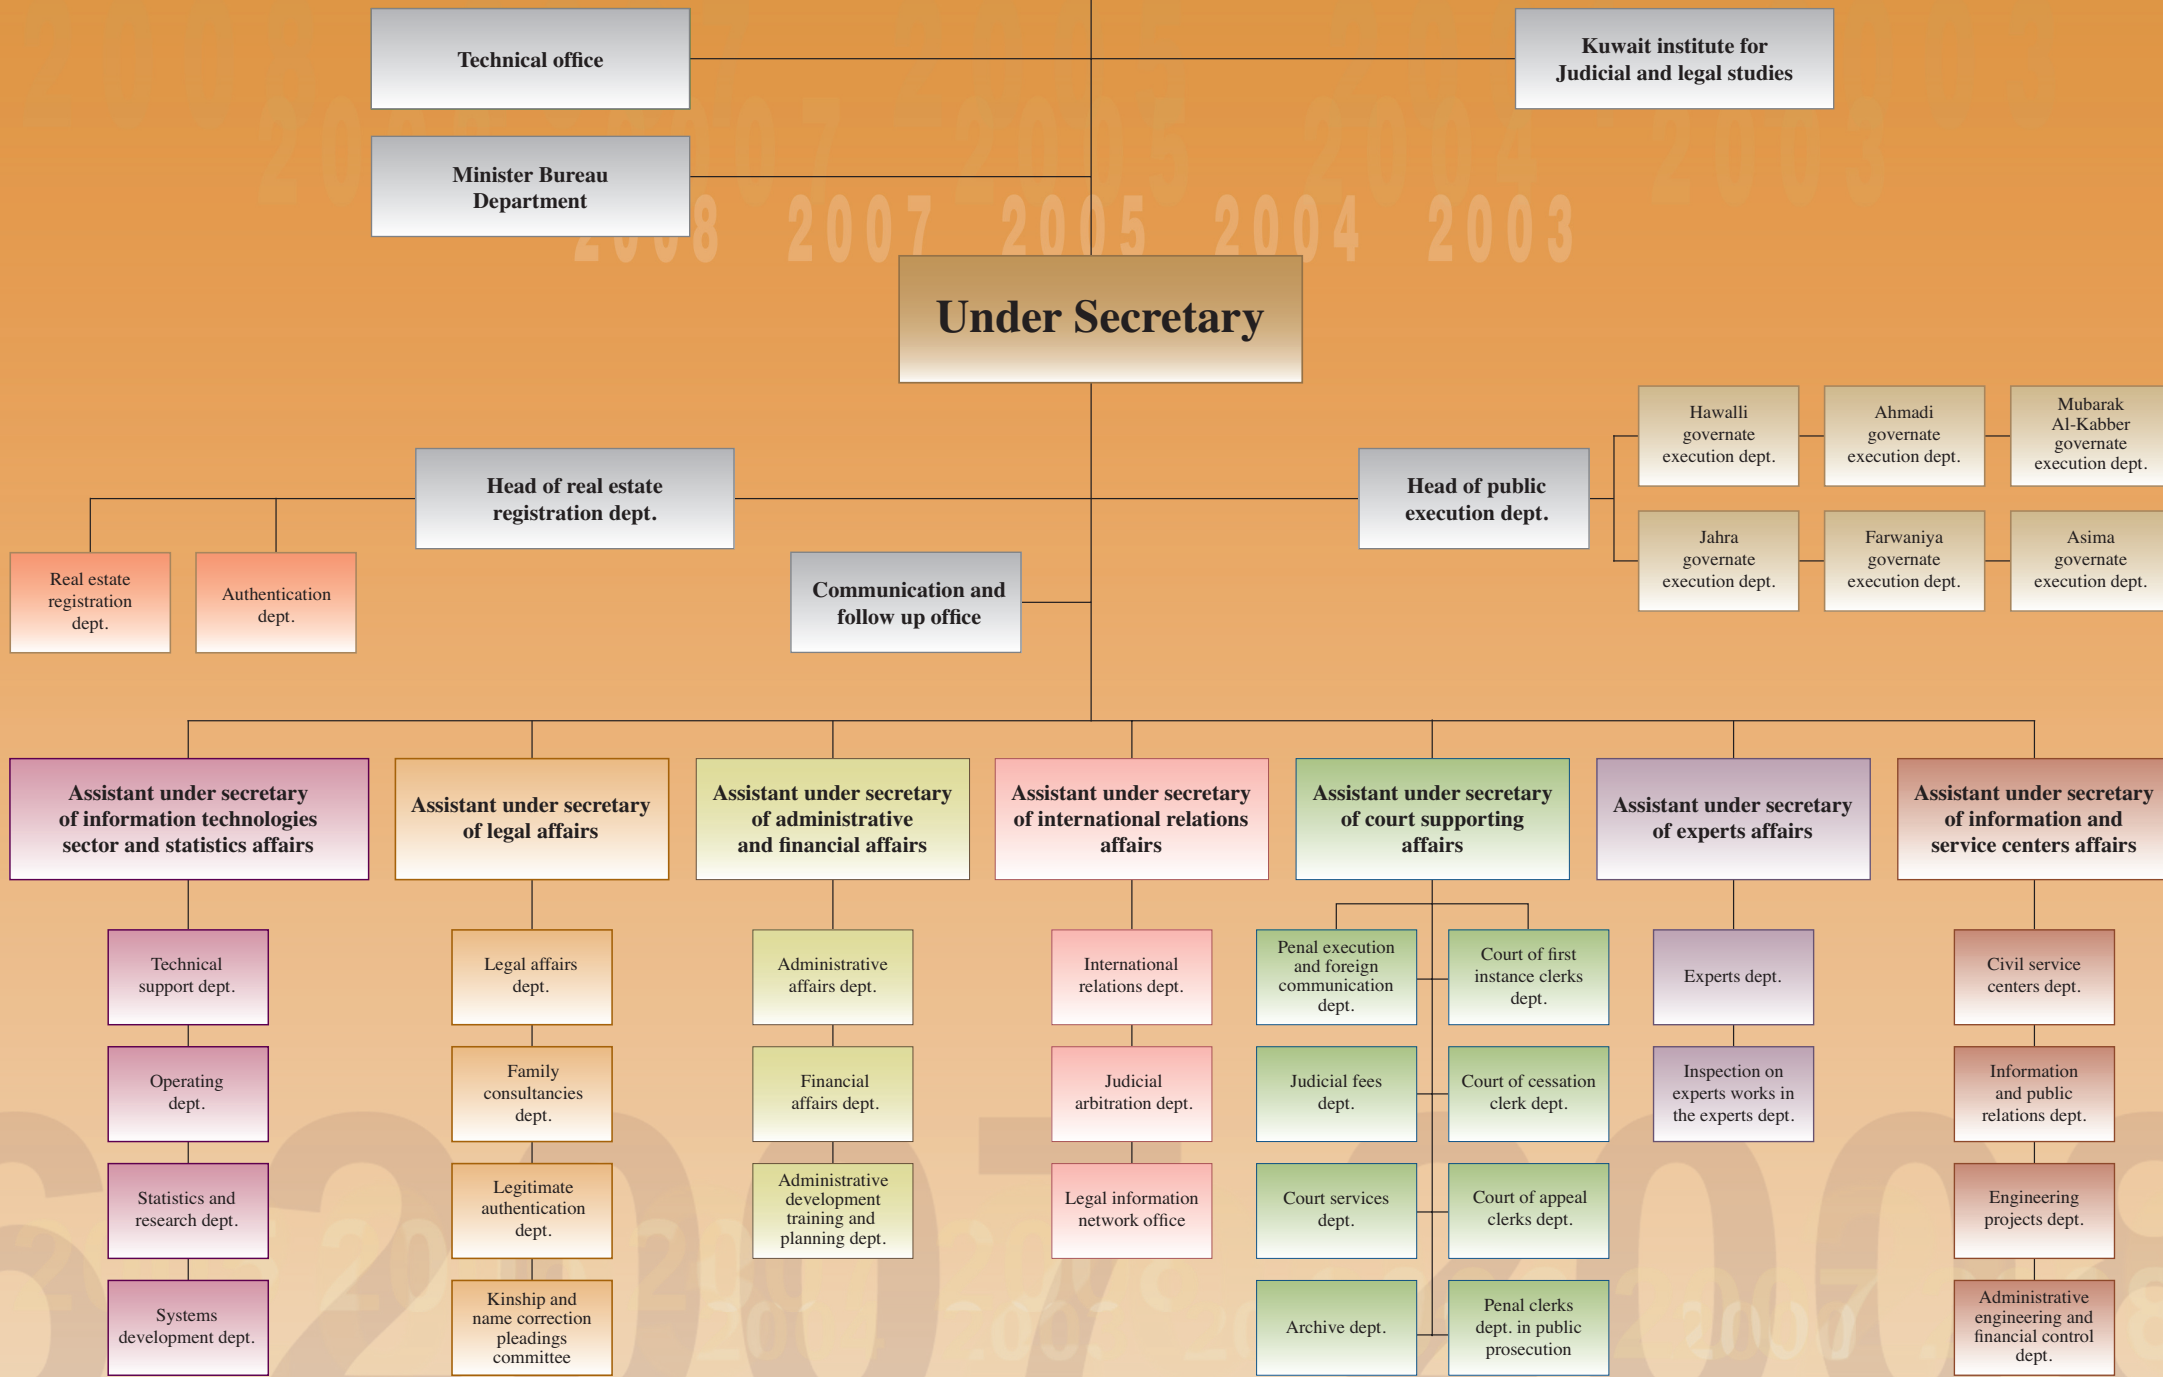 Technical office
Kuwait institute for
Judicial and legal studies
Minister Bureau
Department
2008 2007 2005 2004 2003
Under Secretary
Hawalli
governate
execution dept.
Ahmadi
governate
execution dept.
Mubarak
Al-Kabber
governate
execution dept.
Head of real estate
registration dept.
Head of public
execution dept.
Jahra
governate
execution dept.
Farwaniya
governate
execution dept.
Asima
governate
execution dept.
Real estate
registration
dept.
Authentication
dept.
Communication and
follow up office
Assistant under secretary
of information technologies
sector and statistics affairs
Assistant under secretary
of legal affairs
Assistant under secretary
of administrative
and financial affairs
Assistant under secretary
of international relations
affairs
Assistant under secretary
of court supporting
affairs
Assistant under secretary
of experts affairs
Assistant under secretary
of information and
service centers affairs
Technical
support dept.
Operating
dept.
Statistics and
research dept.
Systems
development dept.
Legal affairs
dept.
Family
consultancies
dept.
Legitimate
authentication
dept.
Kinship and
name correction
pleadings
committee
Administrative
affairs dept.
Financial
affairs dept.
Administrative
development
training and
planning dept.
International
relations dept.
Judicial
arbitration dept.
Legal information
network office
Penal execution
and foreign
communication
dept.
Court of first
instance clerks
dept.
Judicial fees
dept.
Court of cessation
clerk dept.
Court services
dept.
Court of appeal
clerks dept.
Archive dept.
Penal clerks
dept. in public
prosecution
Experts dept.
Inspection on
experts works in
the experts dept.
Civil service
centers dept.
Information
and public
relations dept.
Engineering
projects dept.
Administrative
engineering and
financial control
dept.